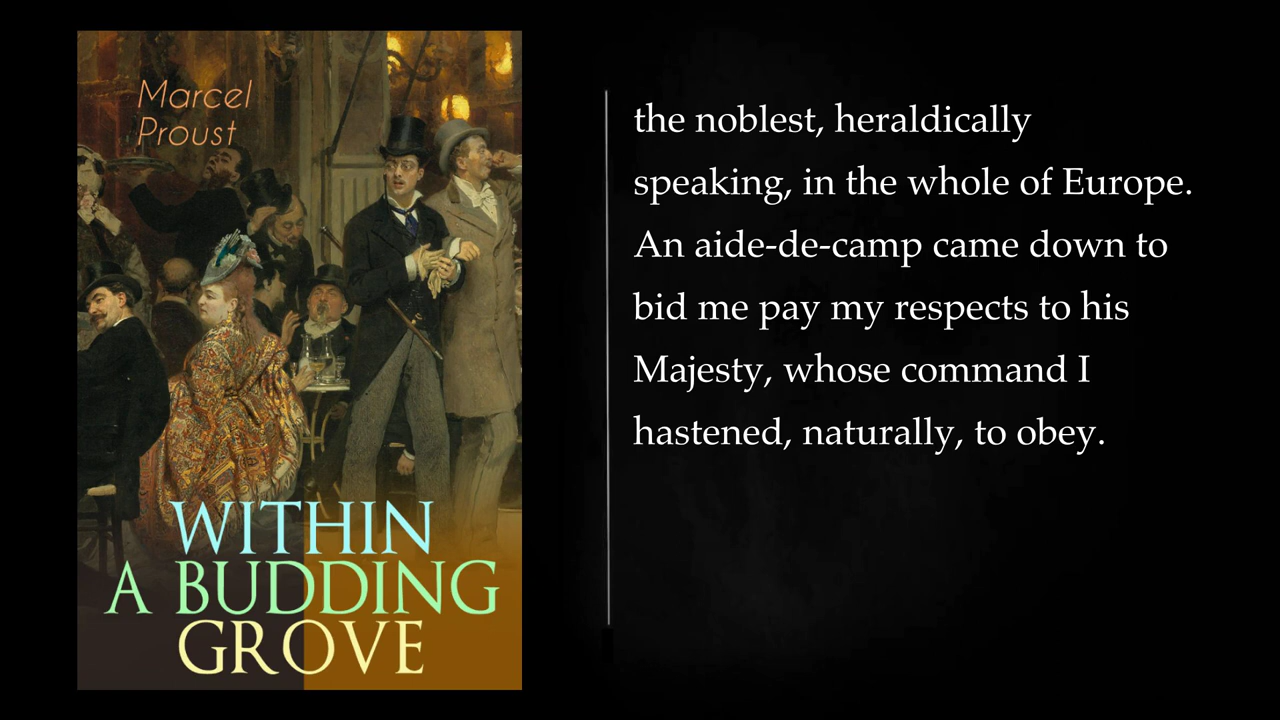 Marcel
Proust
WITHIN
A BUDDING
GROVE
the noblest, heraldically
speaking, in the whole of Europe.
An aide-de-camp came down to
bid me pay my respects to his
Majesty, whose command I
hastened, naturally, to obey.